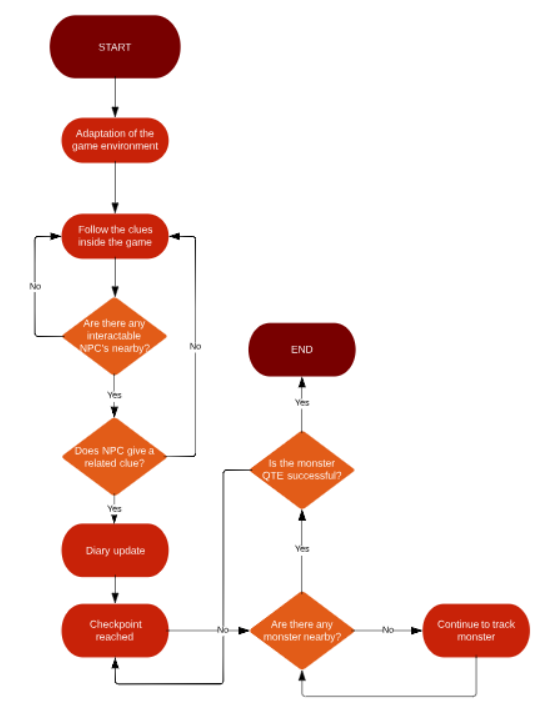 START
Adaptation of the
game environment
Follow the clues
inside the game
No
Are there any
interactable
NPC's nearby?
No
Yes
Does NPC give a
related clue?
Yes
Diary update
Checkpoint
reached
No
Are there any
monster nearby?
No
Continue to track
monster
Yes
Is the monster
QTE successful?
Yes
END